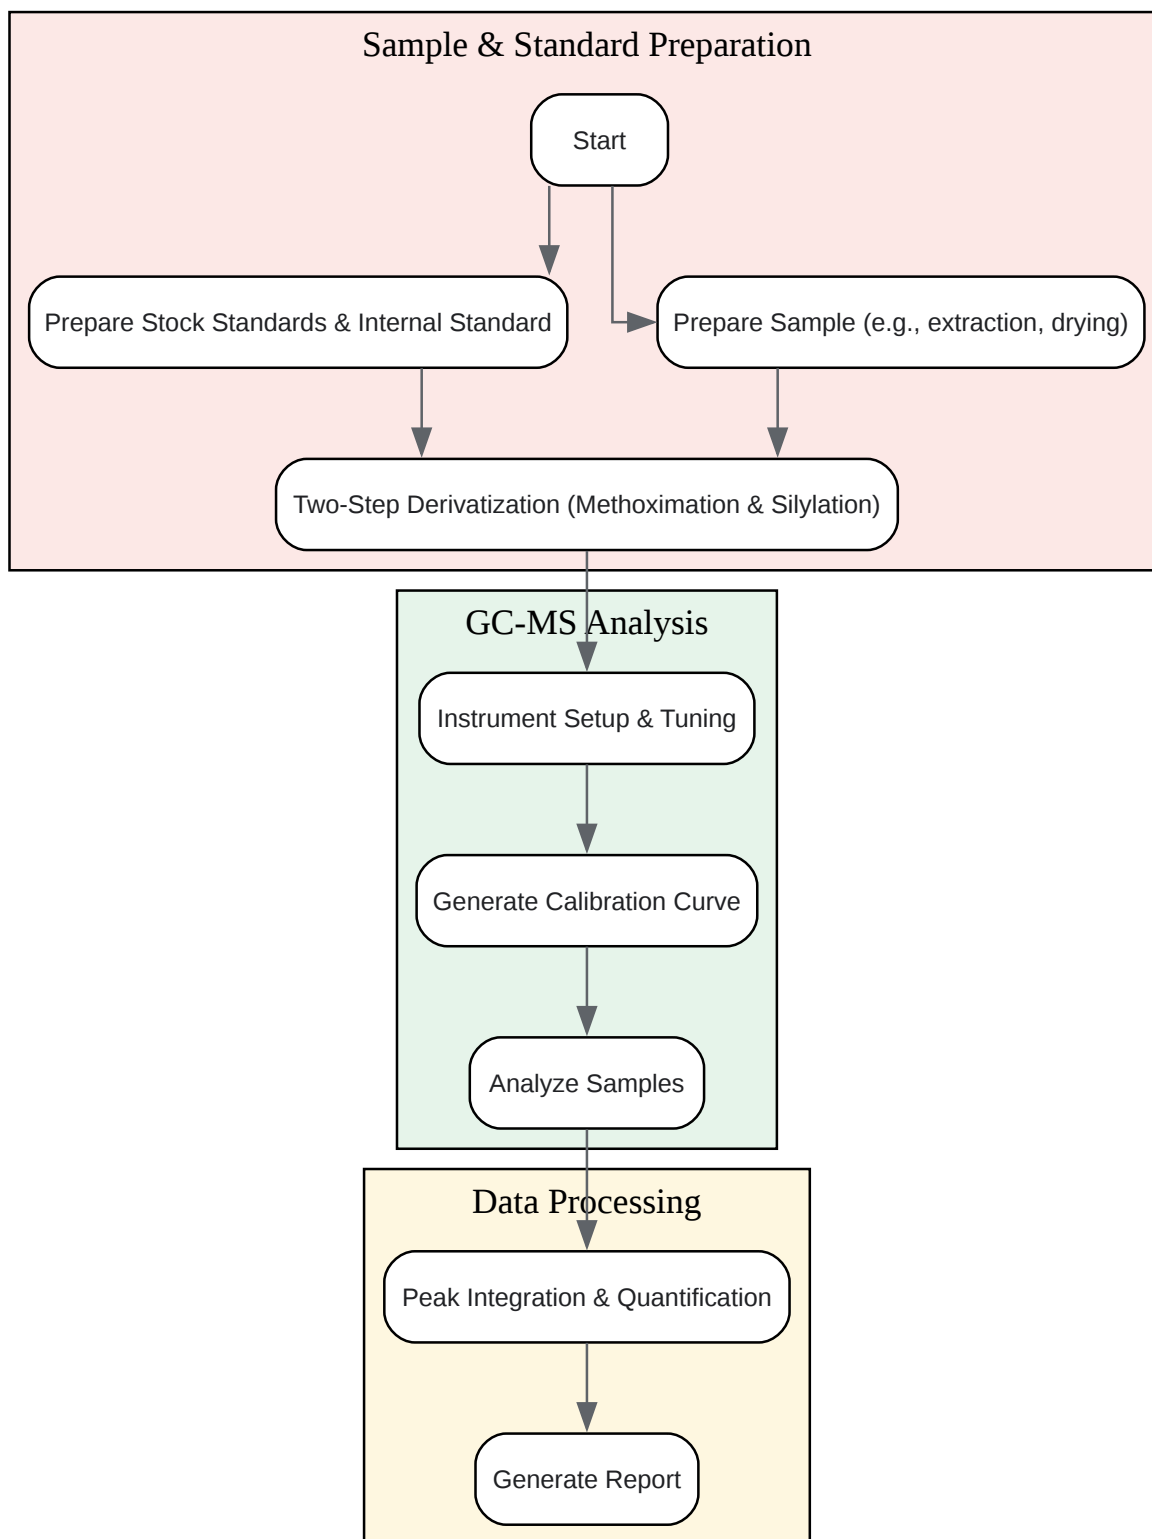 Sample & Standard Preparation
Start
Prepare Stock Standards & Internal Standard
Prepare Sample (e.g., extraction, drying)
Two-Step Derivatization (Methoximation & Silylation)
GC-MS Analysis
Instrument Setup & Tuning
Generate Calibration Curve
Analyze Samples
Data Processing
Peak Integration & Quantification
Generate Report